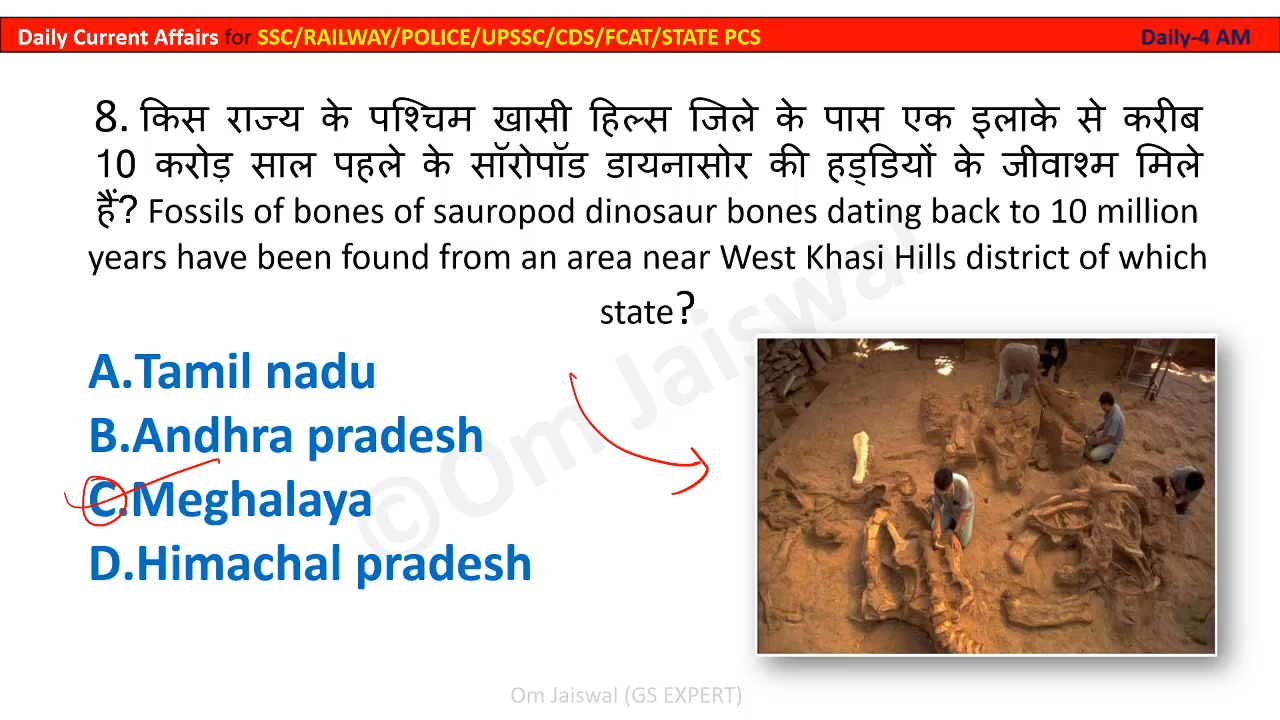 Daily Current Affairs for SSC/RAILWAY/POLICE/UPSSC/CDS/FCAT/STATE PCS Daily-4 AM
8. किस राज्य के पश्चिम खासी हिल्स जिले के पास एक इलाके से करीब
10 करोड़ साल पहले के सॉरोपॉड डायनासोर की हड्डियों के जीवाश्म मिले
हैं? Fossils of bones of sauropod dinosaur bones dating back to 10 million
years have been found from an area near West Khasi Hills district of which
state?
A.Tamil nadu
B.Andhra pradesh
C.Meghalaya
D.Himachal pradesh
©Om Jaiswal
Om Jaiswal (GS EXPERT)